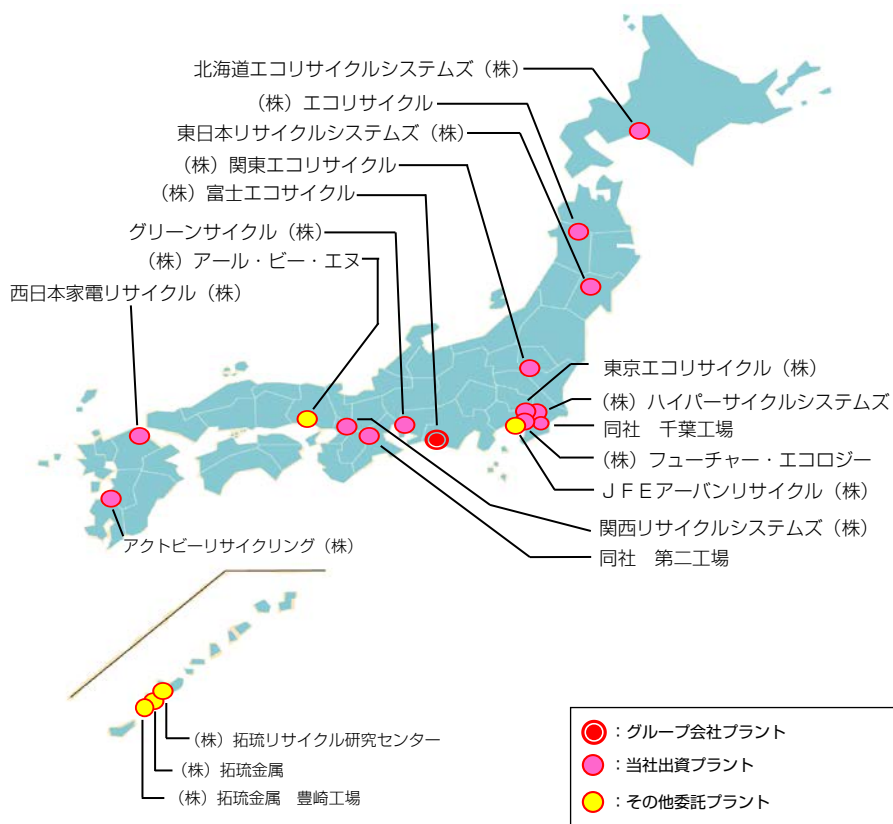 北海道エコリサイクルシステムズ（株）
（株）エコリサイクル
東日本リサイクルシステムズ（株）
（株）関東エコリサイクル
（株）富士エコサイクル
グリーンサイクル（株）
（株）アール・ビー・エヌ
西日本家電リサイクル（株）
東京エコリサイクル（株）
（株）ハイパーサイクルシステムズ
同社　千葉工場
（株）フューチャー・エコロジー
ＪＦＥアーバンリサイクル（株）
関西リサイクルシステムズ（株）
同社　第二工場
アクトビーリサイクリング（株）
（株）拓琉リサイクル研究センター
（株）拓琉金属
（株）拓琉金属　豊崎工場
：グループ会社プラント
：当社出資プラント
：その他委託プラント